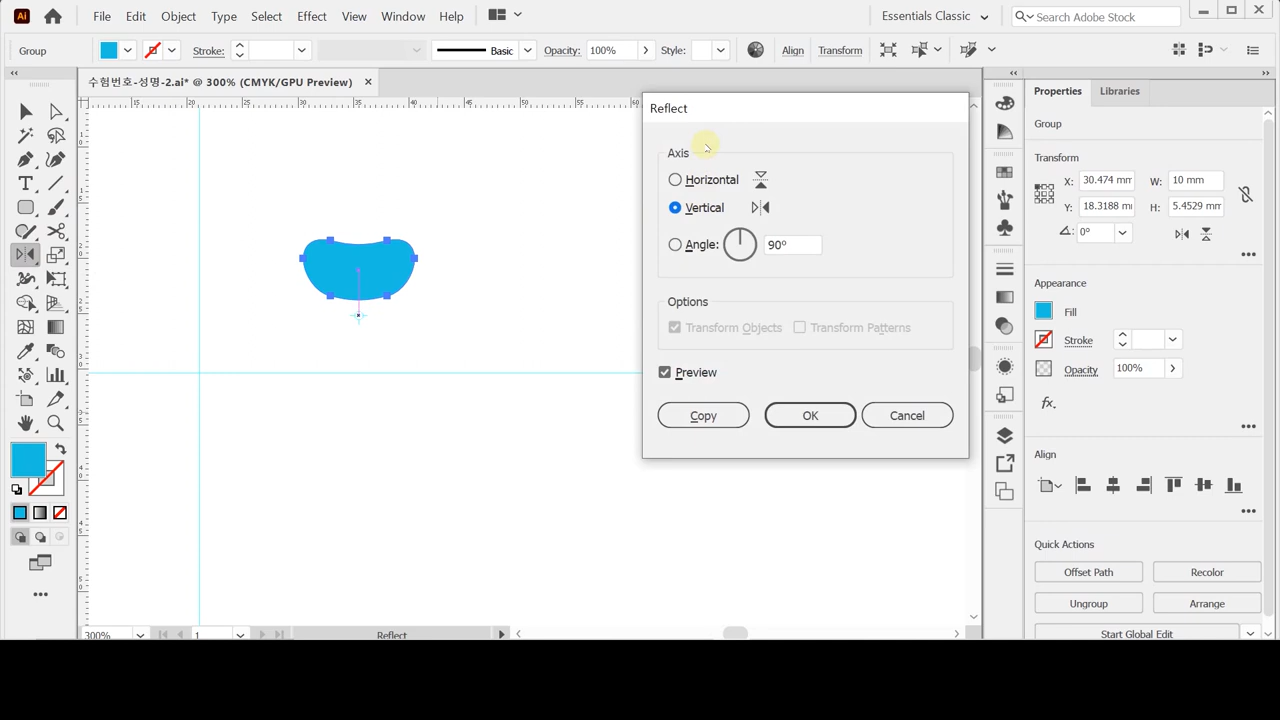 Ai File Edit Object Type Select Effect View Window Help Essentials Classic Search Adobe Stock
Group Stroke: Basic Opacity: 100% Style: Align Transform
수험번호-성명-2.ai* @ 300% (CMYK/GPU Preview)
Reflect
Axis
Horizontal
Vertical
Angle: 90°
Options
Transform Objects Transform Patterns
Preview
Copy OK Cancel
Properties Libraries
Group
Transform
X: 30.474 mm W: 10 mm
Y: 18.3188 m H: 5.4529 mr
0°
Appearance
Fill
Stroke
Opacity 100%
fx.
Align
Quick Actions
Offset Path Recolor
Ungroup Arrange
Start Global Edit
300% 1 Reflect